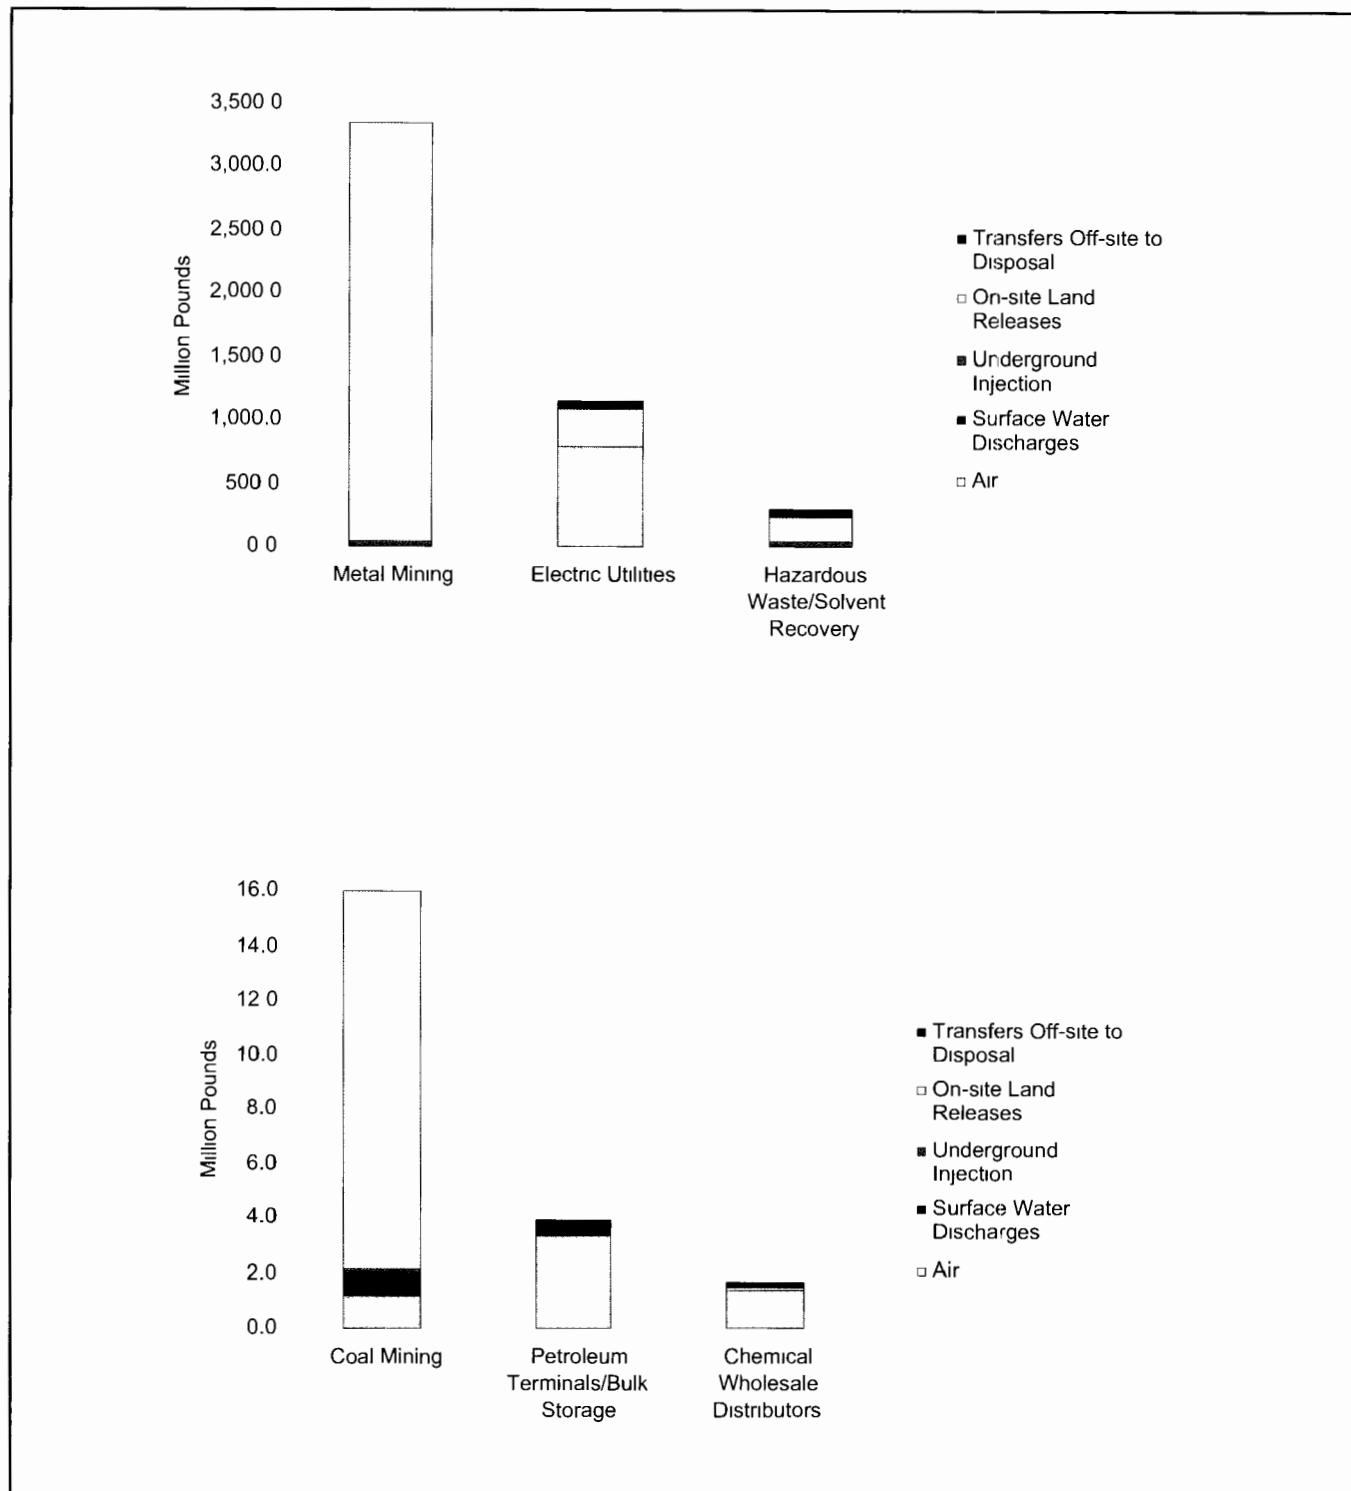 3,500 0
3,000.0
2,500 0
2,000 0
1,500 0
1,000.0
500 0
0 0
Million Pounds
Metal Mining
Electric Utilities
Hazardous
Waste/Solvent
Recovery
Transfers Off-site to
Disposal
On-site Land
Releases
Underground
Injection
Surface Water
Discharges
Air
16.0
14.0
12 0
10.0
8.0
6.0
4.0
2.0
0.0
Million Pounds
Coal Mining
Petroleum
Terminals/Bulk
Storage
Chemical
Wholesale
Distributors
Transfers Off-site to
Disposal
On-site Land
Releases
Underground
Injection
Surface Water
Discharges
Air